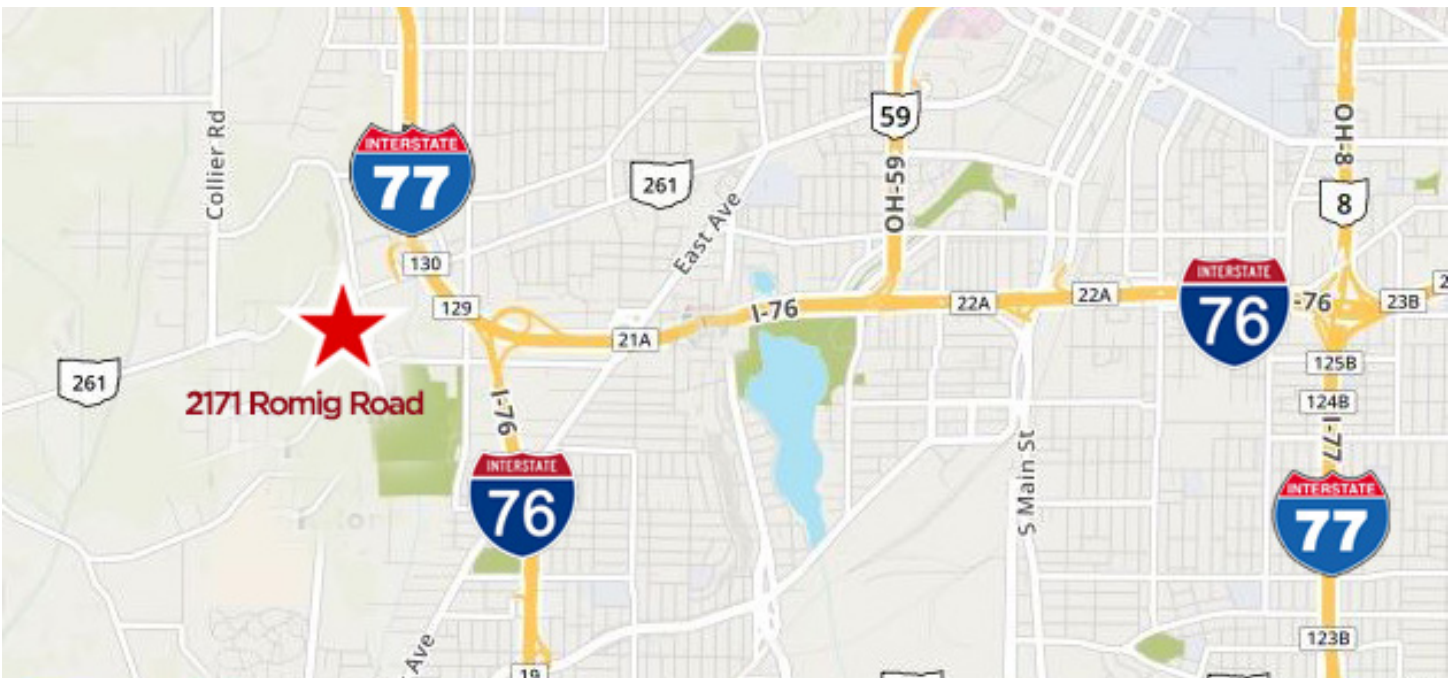 Collier Rd
INTERSTATE
77
261
59
OH-59
OH-8
8
East Ave
130
129
INTERSTATE
76
I-76
22A
22A
-76
23B
21A
125B
261
2171 Romig Road
I-76
124B
I-77
INTERSTATE
76
S Main St
INTERSTATE
77
Ave
123B
19